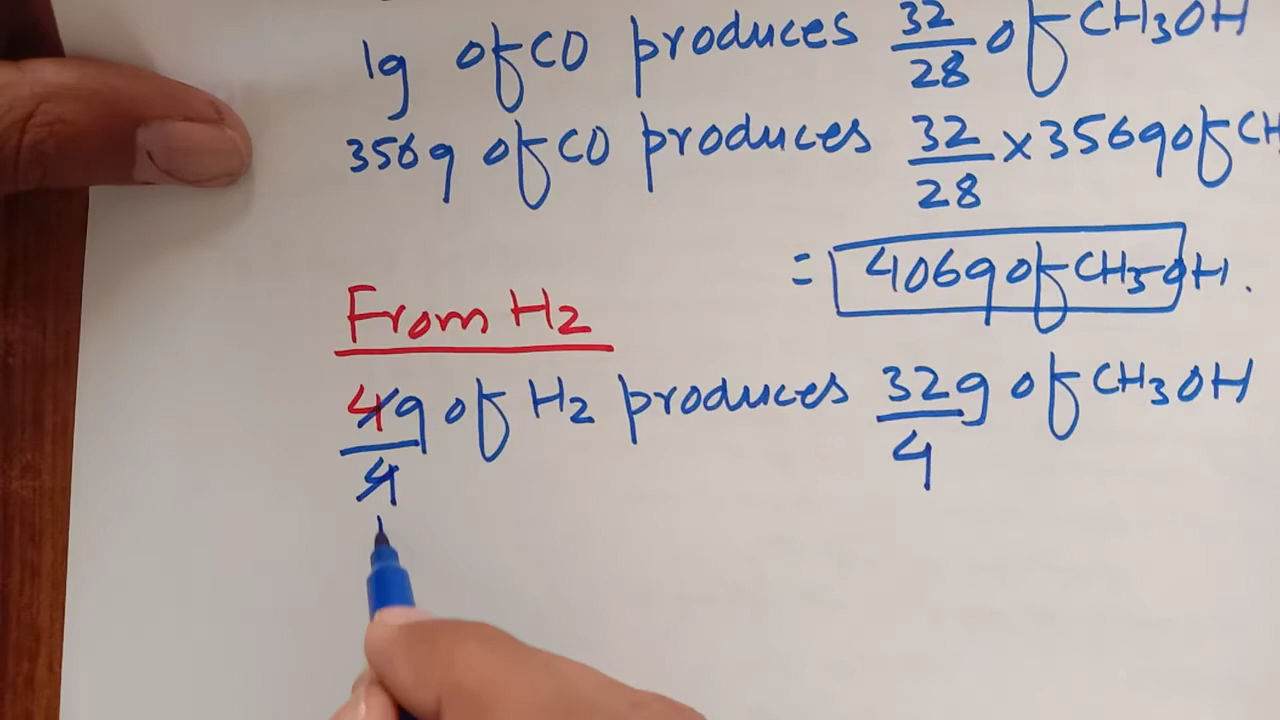 1g of CO produces 32/28 of CH3OH
356g of CO produces 32/28 x 356g of CH
= 406g of CH3OH.
From H2
4g/4 of H2 produces 32g/4 of CH3OH